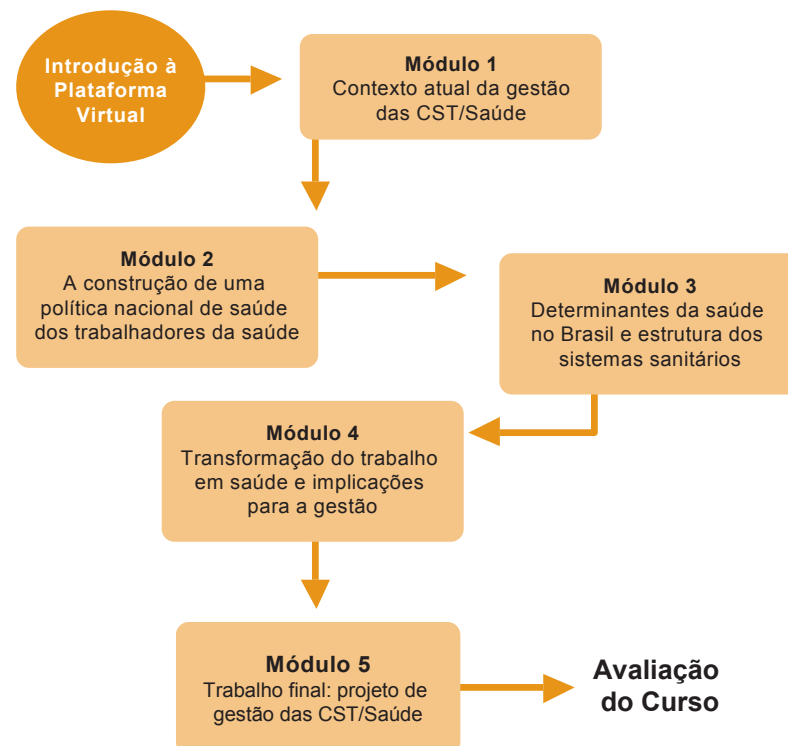 Introdução à
Plataforma
Virtual
Módulo 1
Contexto atual da gestão
das CST/Saúde
Módulo 2
A construção de uma
política nacional de saúde
dos trabalhadores da saúde
Módulo 3
Determinantes da saúde
no Brasil e estrutura dos
sistemas sanitários
Módulo 4
Transformação do trabalho
em saúde e implicações
para a gestão
Módulo 5
Trabalho final: projeto de
gestão das CST/Saúde
Avaliação
do Curso